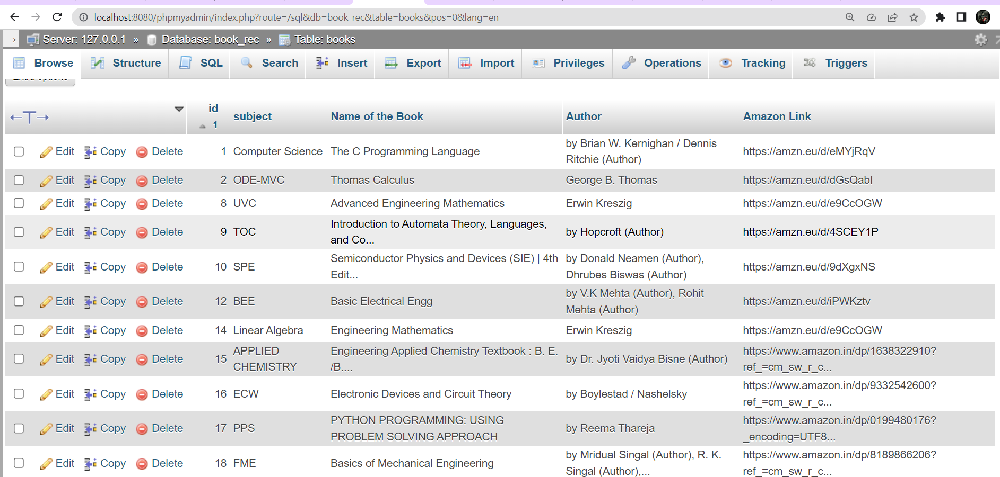 localhost:8080/phpmyadmin/index.php?route=/sql&db=book_rec&table=books&pos=0&lang=en
Server: 127.0.0.1 » Database: book_rec » Table: books
Browse Structure SQL Search Insert Export Import Privileges Operations Tracking Triggers
Extra options
←T→ id 1 subject Name of the Book Author Amazon Link
Edit Copy Delete 1 Computer Science The C Programming Language by Brian W. Kernighan / Dennis
Ritchie (Author) https://amzn.eu/d/eMYjRqV
Edit Copy Delete 2 ODE-MVC Thomas Calculus George B. Thomas https://amzn.eu/d/dGsQabI
Edit Copy Delete 8 UVC Advanced Engineering Mathematics Erwin Kreszig https://amzn.eu/d/e9CcOGW
Edit Copy Delete 9 TOC Introduction to Automata Theory, Languages,
and Co... by Hopcroft (Author) https://amzn.eu/d/4SCEY1P
Edit Copy Delete 10 SPE Semiconductor Physics and Devices (SIE) | 4th
Edit... by Donald Neamen (Author),
Dhrubes Biswas (Author) https://amzn.eu/d/9dXgxNS
Edit Copy Delete 12 BEE Basic Electrical Engg by V.K Mehta (Author), Rohit
Mehta (Author) https://amzn.eu/d/iPWKztv
Edit Copy Delete 14 Linear Algebra Engineering Mathematics Erwin Kreszig https://amzn.eu/d/e9CcOGW
Edit Copy Delete 15 APPLIED
CHEMISTRY Engineering Applied Chemistry Textbook : B. E.
/B.... by Dr. Jyoti Vaidya Bisne (Author) https://www.amazon.in/dp/1638322910?
ref_=cm_sw_r_c...
Edit Copy Delete 16 ECW Electronic Devices and Circuit Theory by Boylestad / Nashelsky https://www.amazon.in/dp/9332542600?
ref_=cm_sw_r_c...
Edit Copy Delete 17 PPS PYTHON PROGRAMMING: USING
PROBLEM SOLVING APPROACH by Reema Thareja https://www.amazon.in/dp/0199480176?
_encoding=UTF8...
Edit Copy Delete 18 FME Basics of Mechanical Engineering by Mridual Singal (Author), R. K.
Singal (Author),... https://www.amazon.in/dp/8189866206?
ref_=cm_sw_r_c...